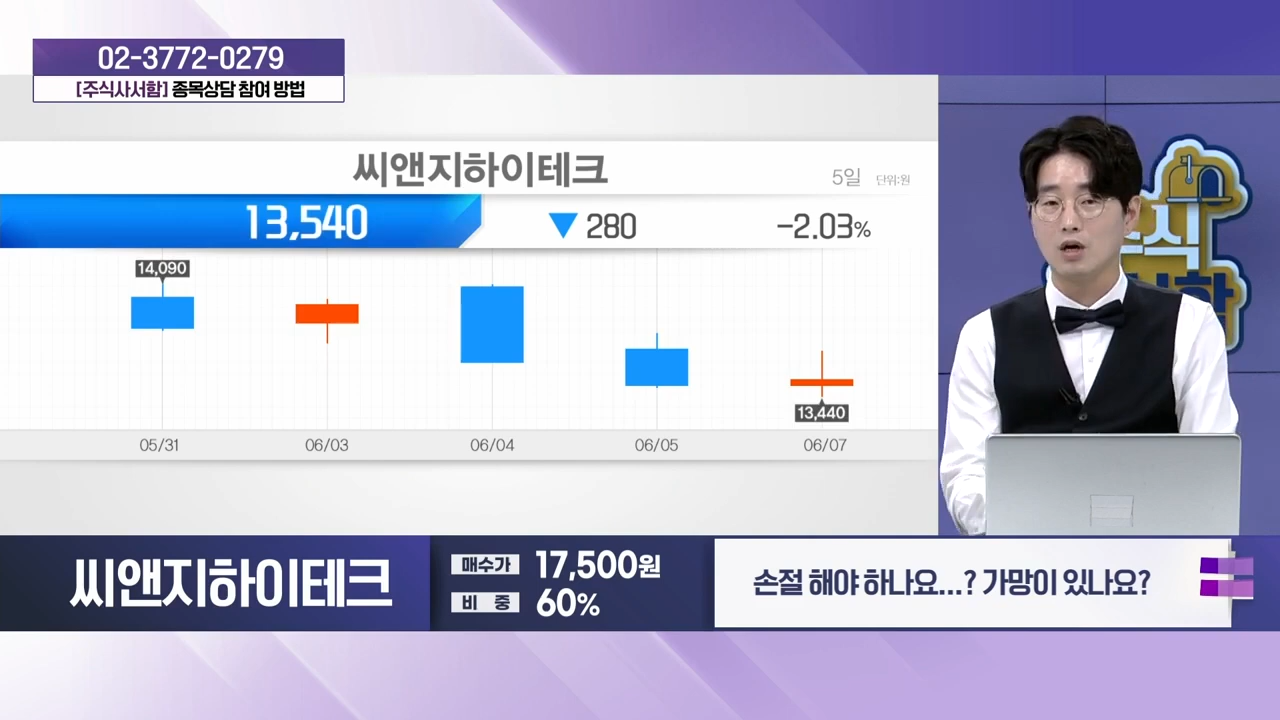 02-3772-0279
[주식사서함] 종목상담 참여 방법
씨앤지하이테크
5일 단위:원
13,540 ▼ 280 -2.03%
14,090
13,440
05/31 06/03 06/04 06/05 06/07
씨앤지하이테크
매수가 17,500원
비 중 60%
손절 해야 하나요...? 가망이 있나요?